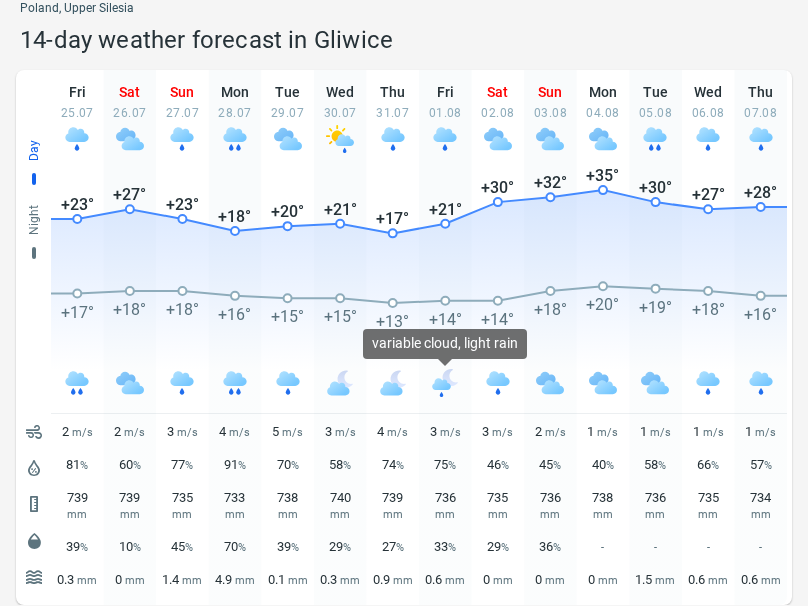 Poland, Upper Silesia
14-day weather forecast in Gliwice
Fri Sat Sun Mon Tue Wed Thu Fri Sat Sun Mon Tue Wed Thu
25.07 26.07 27.07 28.07 29.07 30.07 31.07 01.08 02.08 03.08 04.08 05.08 06.08 07.08
Day
+23° +27° +23° +18° +20° +21° +17° +21° +30° +32° +35° +30° +27° +28°
Night
+17° +18° +18° +16° +15° +15° +13° +14° +14° +18° +20° +19° +18° +16°
variable cloud, light rain
2 m/s 2 m/s 3 m/s 4 m/s 5 m/s 3 m/s 4 m/s 3 m/s 3 m/s 2 m/s 1 m/s 1 m/s 1 m/s 1 m/s
81% 60% 77% 91% 70% 58% 74% 75% 46% 45% 40% 58% 66% 57%
739 739 735 733 738 740 739 736 735 736 738 736 735 734
mm mm mm mm mm mm mm mm mm mm mm mm mm mm
39% 10% 45% 70% 39% 29% 27% 33% 29% 36% - - - -
0.3 mm 0 mm 1.4 mm 4.9 mm 0.1 mm 0.3 mm 0.9 mm 0.6 mm 0 mm 0 mm 0 mm 1.5 mm 0.6 mm 0.6 mm